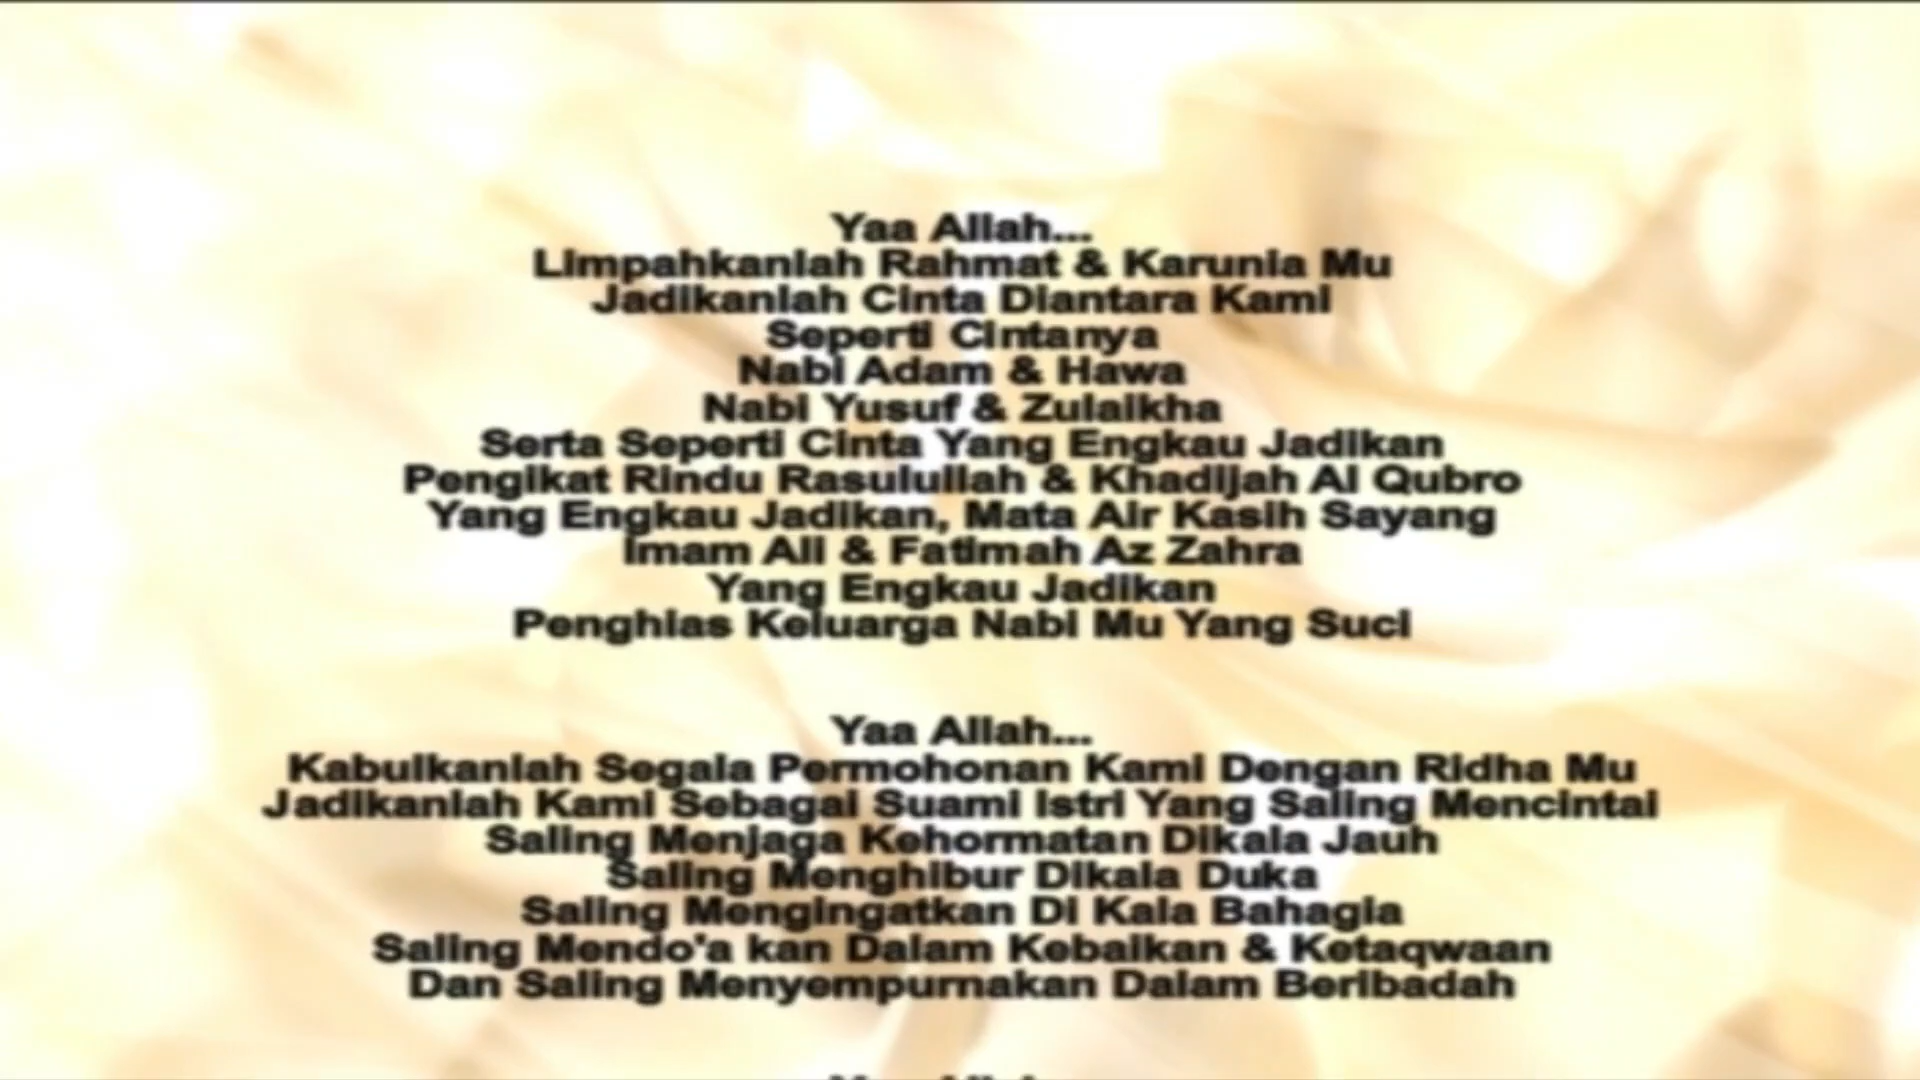 Yaa Allah...
Limpahkanlah Rahmat & Karunia Mu
Jadikanlah Cinta Diantara Kami
Seperti Cintanya
Nabi Adam & Hawa
Nabi Yusuf & Zulaikha
Serta Seperti Cinta Yang Engkau Jadikan
Pengikat Rindu Rasulullah & Khadijah Al Qubro
Yang Engkau Jadikan, Mata Air Kasih Sayang
Imam Ali & Fatimah Az Zahra
Yang Engkau Jadikan
Penghias Keluarga Nabi Mu Yang Suci
Yaa Allah...
Kabulkanlah Segala Permohonan Kami Dengan Ridha Mu
Jadikanlah Kami Sebagai Suami Istri Yang Saling Mencintai
Saling Menjaga Kehormatan Dikala Jauh
Saling Menghibur Dikala Duka
Saling Mengingatkan Di Kala Bahagia
Saling Mendo'a kan Dalam Kebaikan & Ketaqwaan
Dan Saling Menyempurnakan Dalam Beribadah